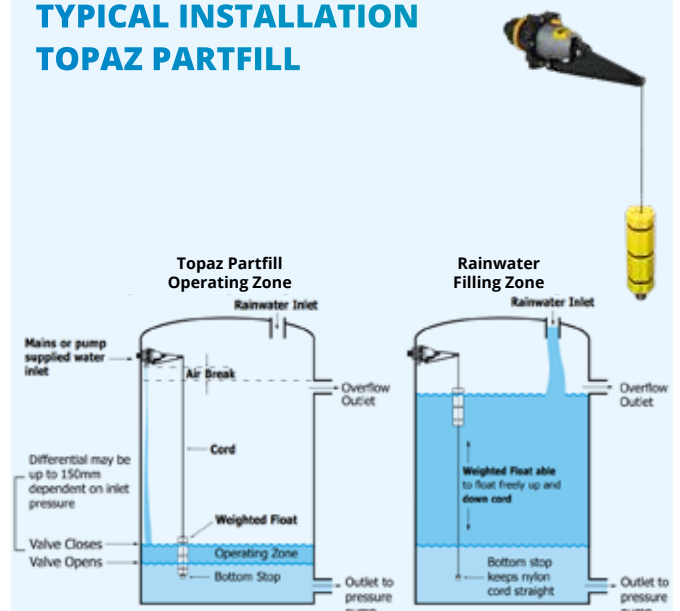 TYPICAL INSTALLATION
TOPAZ PARTFILL
Topaz Partfill
Operating Zone
Rainwater Inlet
Mains or pump
supplied water
inlet
Air Break
Overflow
Outlet
Cord
Differential may be
up to 150mm
dependent on inlet
pressure
Weighted Float
Valve Closes
Operating Zone
Valve Opens
Bottom Stop
Outlet to
pressure
Rainwater
Filling Zone
Rainwater Inlet
Overflow
Outlet
Weighted Float able
to float freely up and
down cord
Bottom stop
keeps nylon
cord straight
Outlet to
pressure